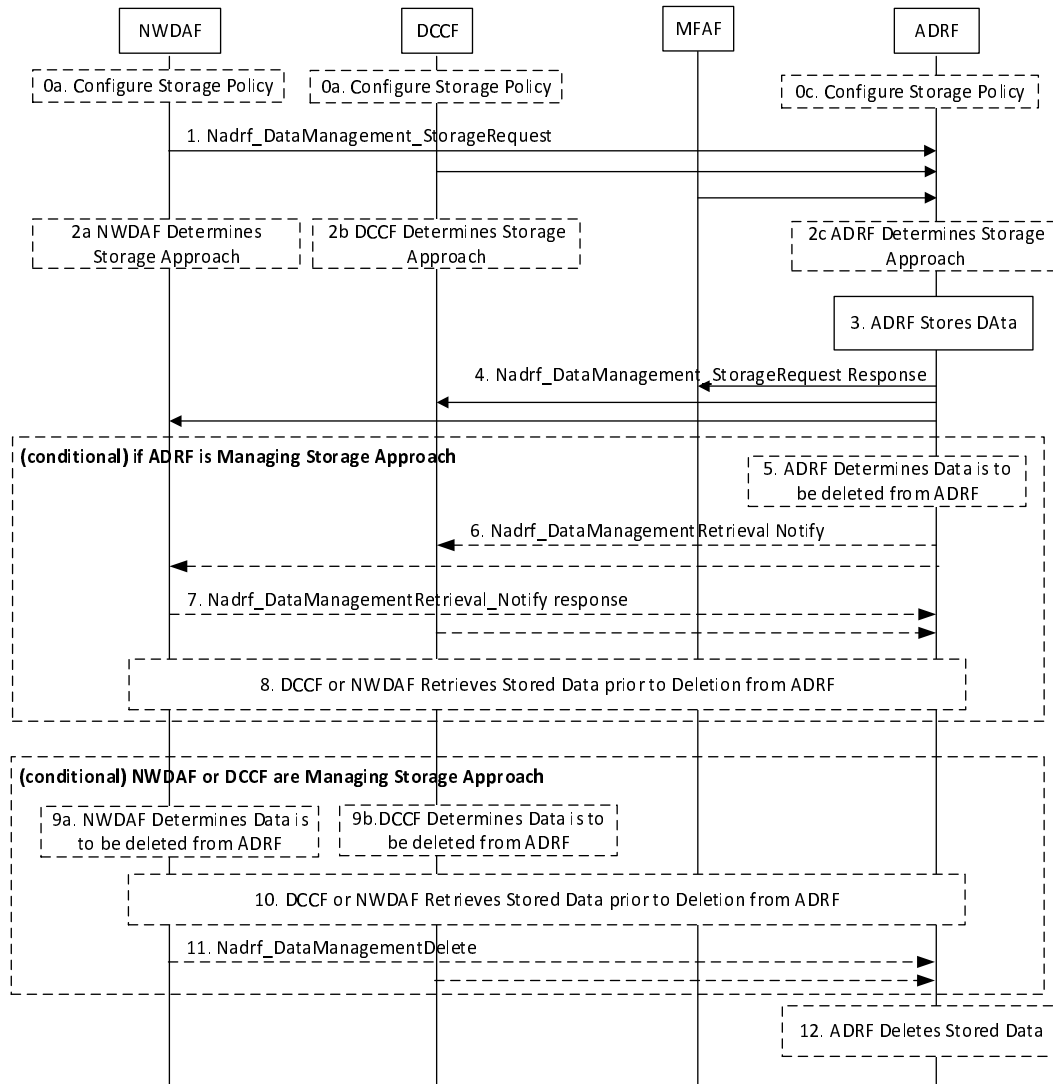 NWDAF
DCCF
MFAF
ADRF
0a. Configure Storage Policy
0a. Configure Storage Policy
0c. Configure Storage Policy
1. Nadrf_DataManagement_StorageRequest
2a NWDAF Determines
Storage Approach
2b DCCF Determines Storage
Approach
2c ADRF Determines Storage
Approach
3. ADRF Stores DAta
4. Nadrf_DataManagement_StorageRequest Response
(conditional) if ADRF is Managing Storage Approach
5. ADRF Determines Data is to
be deleted from ADRF
6. Nadrf_DataManagementRetrieval Notify
7. Nadrf_DataManagementRetrieval_Notify response
8. DCCF or NWDAF Retrieves Stored Data prior to Deletion from ADRF
(conditional) NWDAF or DCCF are Managing Storage Approach
9a. NWDAF Determines Data is
to be deleted from ADRF
9b.DCCF Determines Data is to
be deleted from ADRF
10. DCCF or NWDAF Retrieves Stored Data prior to Deletion from ADRF
11. Nadrf_DataManagementDelete
12. ADRF Deletes Stored Data